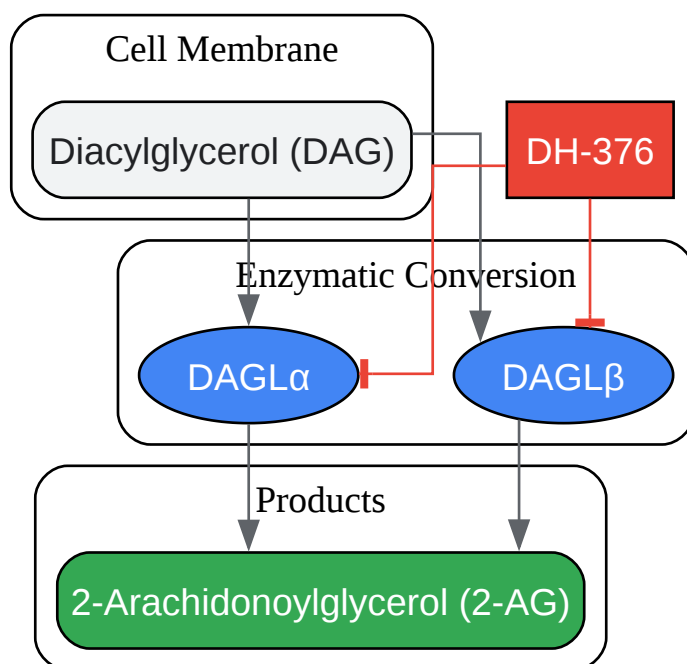 Cell Membrane
Diacylglycerol (DAG)
DH-376
Enzymatic Conversion
DAGLα
DAGLβ
Products
2-Arachidonoylglycerol (2-AG)